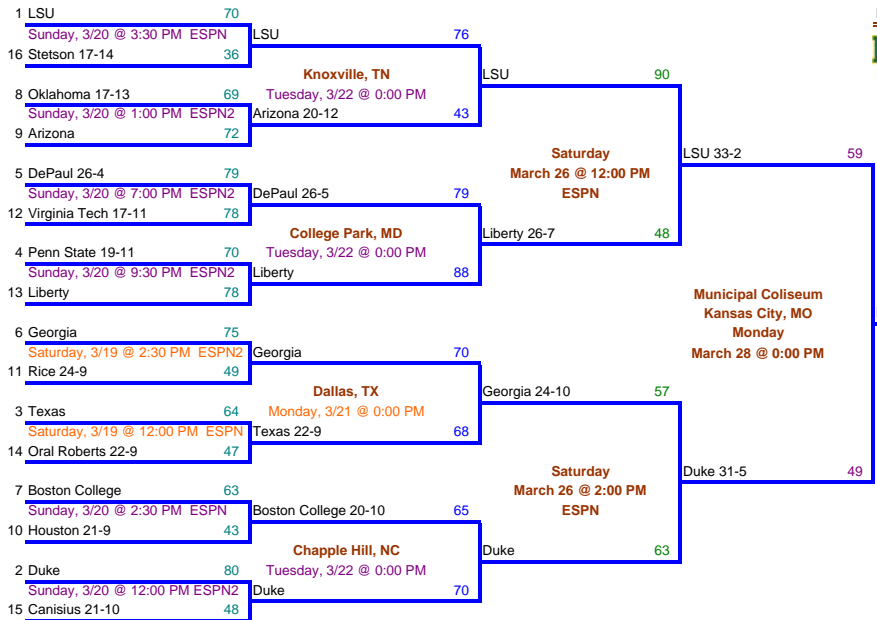 1 LSU 70
Sunday, 3/20 @ 3:30 PM ESPN
LSU 76
16 Stetson 17-14 36
Knoxville, TN
LSU 90
8 Oklahoma 17-13 69
Tuesday, 3/22 @ 0:00 PM
Sunday, 3/20 @ 1:00 PM ESPN2
Arizona 20-12 43
9 Arizona 72
Saturday
LSU 33-2 59
5 DePaul 26-4 79
March 26 @ 12:00 PM
Sunday, 3/20 @ 7:00 PM ESPN2
DePaul 26-5 79
ESPN
12 Virginia Tech 17-11 78
College Park, MD
Liberty 26-7 48
4 Penn State 19-11 70
Tuesday, 3/22 @ 0:00 PM
Sunday, 3/20 @ 9:30 PM ESPN2
Liberty 88
13 Liberty 78
Municipal Coliseum
Kansas City, MO
6 Georgia 75
Monday
Saturday, 3/19 @ 2:30 PM ESPN2
Georgia 70
March 28 @ 0:00 PM
11 Rice 24-9 49
Dallas, TX
Georgia 24-10 57
3 Texas 64
Monday, 3/21 @ 0:00 PM
Saturday, 3/19 @ 12:00 PM ESPN
Texas 22-9 68
14 Oral Roberts 22-9 47
Saturday
Duke 31-5 49
7 Boston College 63
March 26 @ 2:00 PM
Sunday, 3/20 @ 2:30 PM ESPN
Boston College 20-10 65
ESPN
10 Houston 21-9 43
Chapple Hill, NC
Duke 63
2 Duke 80
Tuesday, 3/22 @ 0:00 PM
Sunday, 3/20 @ 12:00 PM ESPN2
Duke 70
15 Canisius 21-10 48